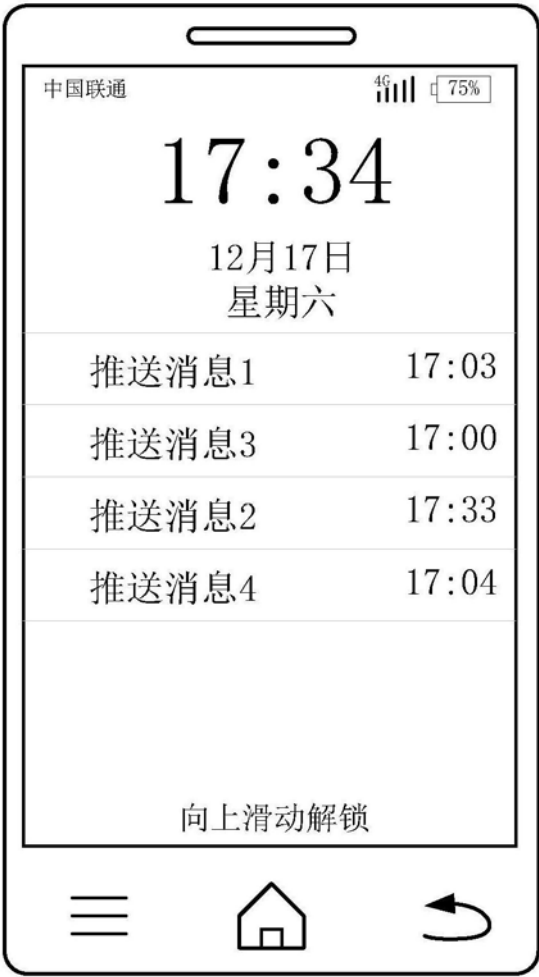 中国联通 4G 75%
17:34
12月17日
星期六
推送消息1 17:03
推送消息3 17:00
推送消息2 17:33
推送消息4 17:04
向上滑动解锁